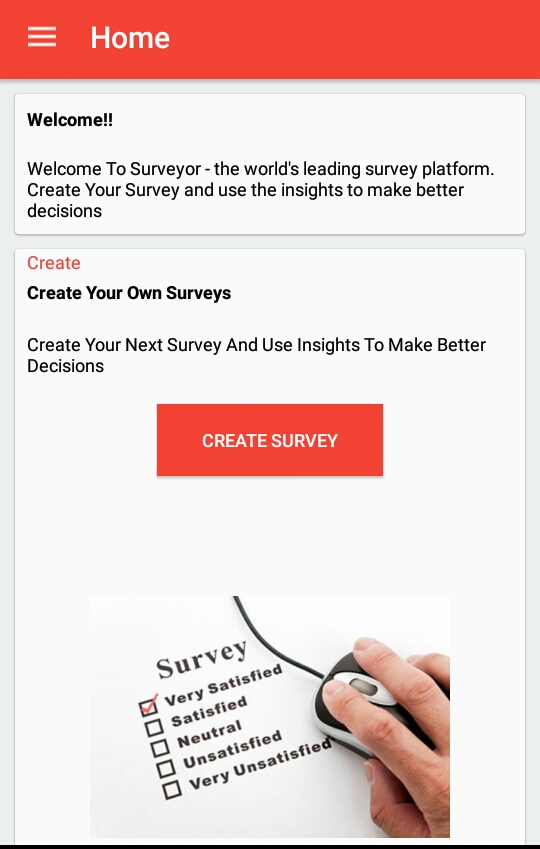 Home
Welcome!!
Welcome To Surveyor - the world's leading survey platform.
Create Your Survey and use the insights to make better
decisions
Create
Create Your Own Surveys
Create Your Next Survey And Use Insights To Make Better
Decisions
CREATE SURVEY
Survey
Very Satisfied
Satisfied
Neutral
Unsatisfied
Very Unsatisfied